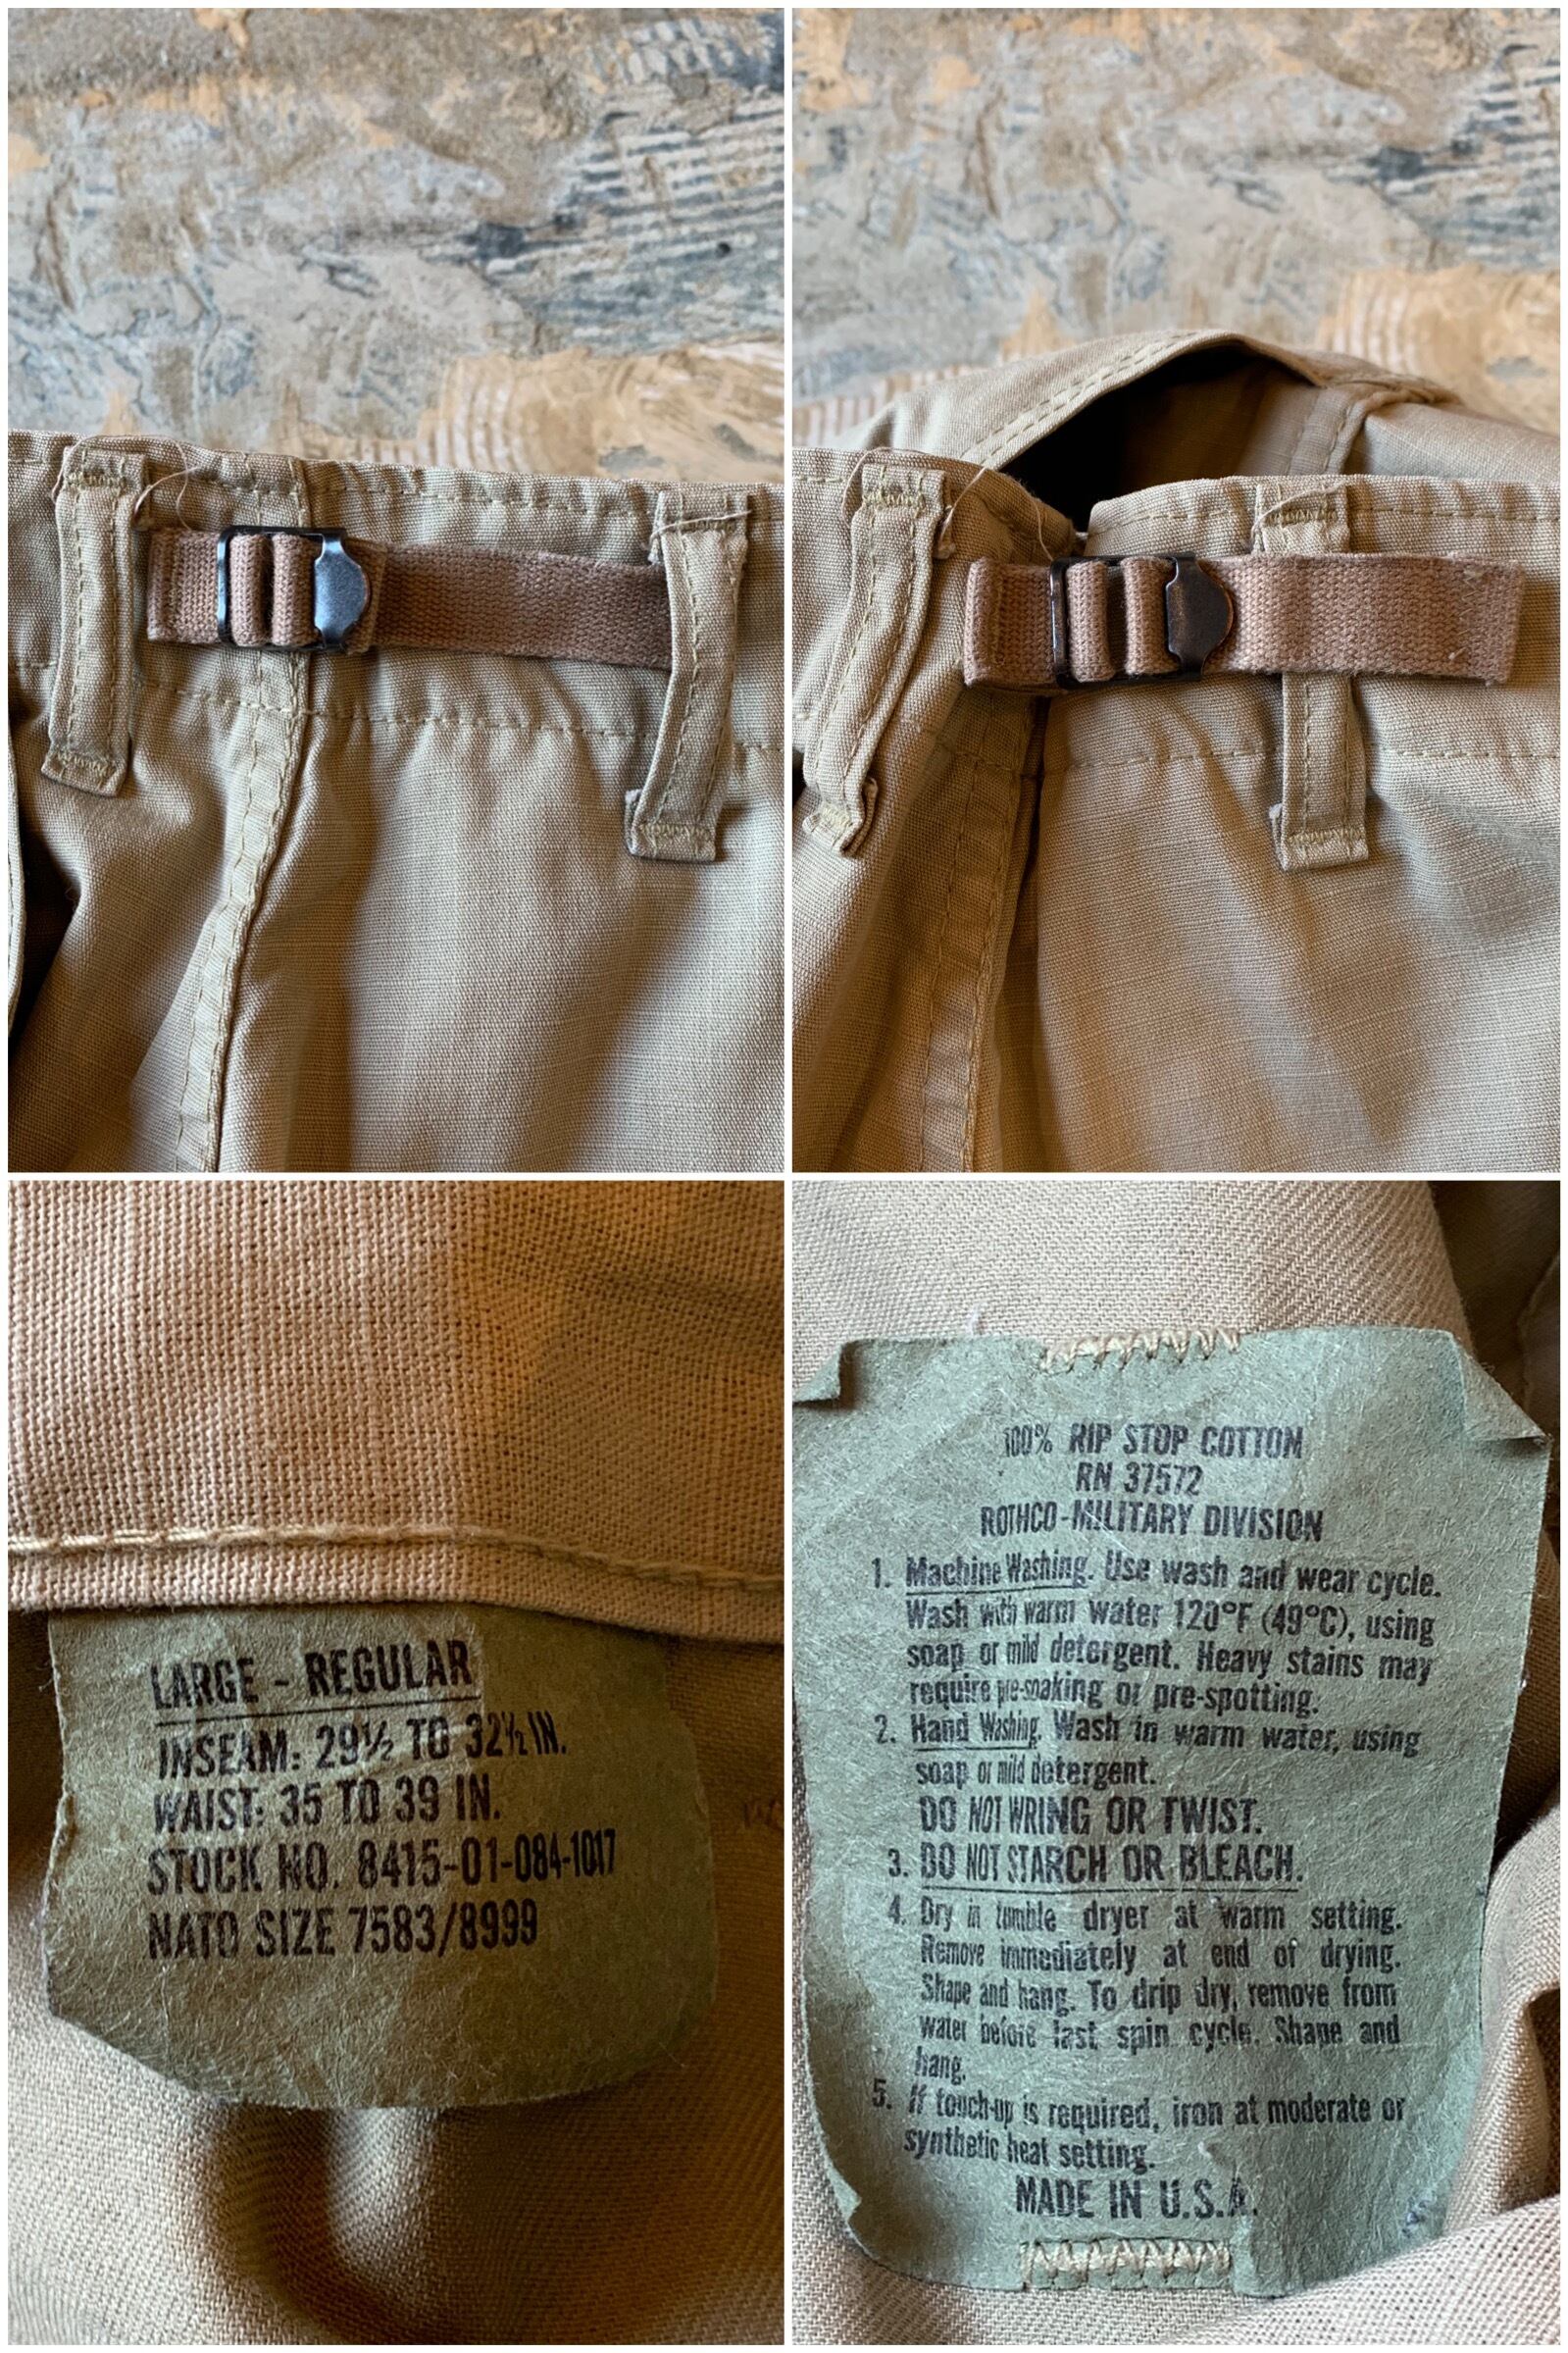 LARGE - REGULAR
INSEAM: 29½ TO 32½ IN.
WAIST: 35 TO 39 IN.
STOCK NO. 8415-01-084-1017
NATO SIZE 7583/8999
100% RIP STOP COTTON
RN 37572
ROTHCO-MILITARY DIVISION
1. Machine Washing. Use wash and wear cycle.
Wash with warm water 120°F (49°C), using
soap or mild detergent. Heavy stains may
require pre-soaking or pre-spotting.
2. Hand Washing. Wash in warm water, using
soap or mild detergent.
DO NOT WRING OR TWIST.
3. DO NOT STARCH OR BLEACH.
4. Dry in tumble dryer at warm setting.
Remove immediately at end of drying.
Shape and hang. To drip dry, remove from
water before last spin cycle. Shape and
hang.
5. If touch-up is required, iron at moderate or
synthetic heat setting.
MADE IN U.S.A.